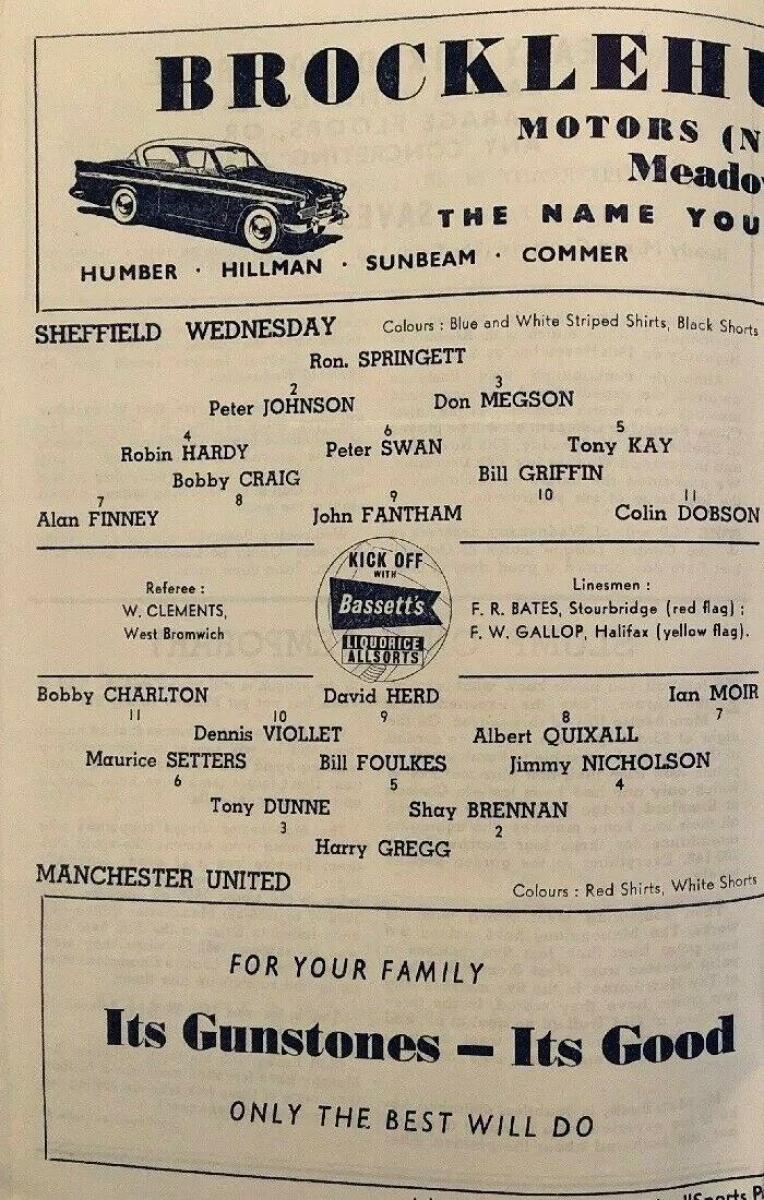 BROCKLEHU
MOTORS (N
Meadow
THE NAME YOU
HUMBER · HILLMAN · SUNBEAM · COMMER
SHEFFIELD WEDNESDAY Colours : Blue and White Striped Shirts, Black Shorts
Ron. SPRINGETT
2 3
Peter JOHNSON Don MEGSON
4 6 5
Robin HARDY Peter SWAN Tony KAY
Bobby CRAIG Bill GRIFFIN
7 8 9 10 11
Alan FINNEY John FANTHAM Colin DOBSON
KICK OFF
WITH
Bassett's
LIQUORICE
ALLSORTS
Referee :
W. CLEMENTS,
West Bromwich
Linesmen :
F. R. BATES, Stourbridge (red flag) ;
F. W. GALLOP, Halifax (yellow flag).
Bobby CHARLTON David HERD Ian MOIR
11 10 9 8 7
Dennis VIOLLET Albert QUIXALL
Maurice SETTERS Bill FOULKES Jimmy NICHOLSON
6 5 4
Tony DUNNE Shay BRENNAN
3 2
Harry GREGG
MANCHESTER UNITED Colours : Red Shirts, White Shorts
FOR YOUR FAMILY
Its Gunstones — Its Good
ONLY THE BEST WILL DO